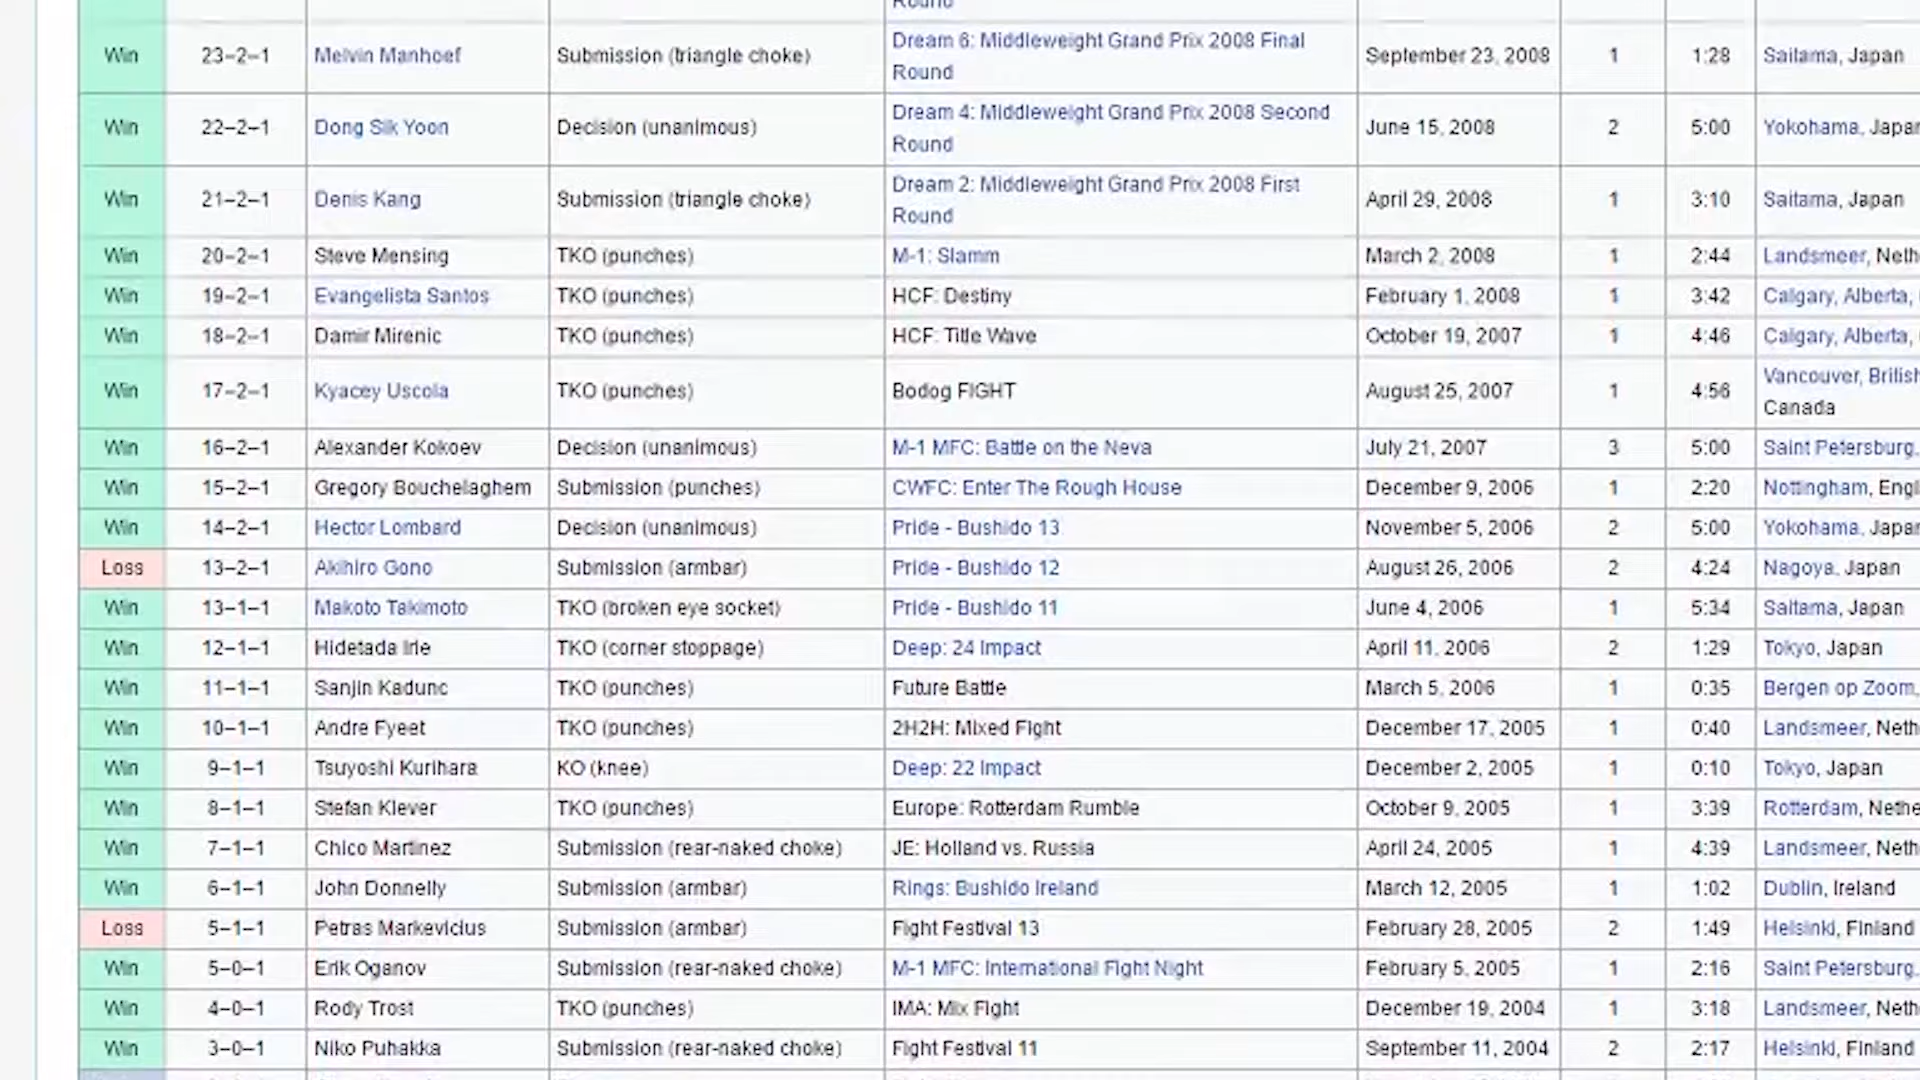 Round
Win 23–2–1 Melvin Manhoef Submission (triangle choke) Dream 6: Middleweight Grand Prix 2008 Final Round September 23, 2008 1 1:28 Saitama, Japan
Win 22–2–1 Dong Sik Yoon Decision (unanimous) Dream 4: Middleweight Grand Prix 2008 Second Round June 15, 2008 2 5:00 Yokohama, Japan
Win 21–2–1 Denis Kang Submission (triangle choke) Dream 2: Middleweight Grand Prix 2008 First Round April 29, 2008 1 3:10 Saitama, Japan
Win 20–2–1 Steve Mensing TKO (punches) M-1: Slamm March 2, 2008 1 2:44 Landsmeer, Neth
Win 19–2–1 Evangelista Santos TKO (punches) HCF: Destiny February 1, 2008 1 3:42 Calgary, Alberta,
Win 18–2–1 Damir Mirenic TKO (punches) HCF: Title Wave October 19, 2007 1 4:46 Calgary, Alberta,
Win 17–2–1 Kyacey Uscola TKO (punches) Bodog FIGHT August 25, 2007 1 4:56 Vancouver, British Canada
Win 16–2–1 Alexander Kokoev Decision (unanimous) M-1 MFC: Battle on the Neva July 21, 2007 3 5:00 Saint Petersburg,
Win 15–2–1 Gregory Bouchelaghem Submission (punches) CWFC: Enter The Rough House December 9, 2006 1 2:20 Nottingham, Engl
Win 14–2–1 Hector Lombard Decision (unanimous) Pride - Bushido 13 November 5, 2006 2 5:00 Yokohama, Japan
Loss 13–2–1 Akihiro Gono Submission (armbar) Pride - Bushido 12 August 26, 2006 2 4:24 Nagoya, Japan
Win 13–1–1 Makoto Takimoto TKO (broken eye socket) Pride - Bushido 11 June 4, 2006 1 5:34 Saitama, Japan
Win 12–1–1 Hidetada Irie TKO (corner stoppage) Deep: 24 Impact April 11, 2006 2 1:29 Tokyo, Japan
Win 11–1–1 Sanjin Kadunc TKO (punches) Future Battle March 5, 2006 1 0:35 Bergen op Zoom,
Win 10–1–1 Andre Fyeet TKO (punches) 2H2H: Mixed Fight December 17, 2005 1 0:40 Landsmeer, Neth
Win 9–1–1 Tsuyoshi Kurihara KO (knee) Deep: 22 Impact December 2, 2005 1 0:10 Tokyo, Japan
Win 8–1–1 Stefan Klever TKO (punches) Europe: Rotterdam Rumble October 9, 2005 1 3:39 Rotterdam, Nethe
Win 7–1–1 Chico Martinez Submission (rear-naked choke) JE: Holland vs. Russia April 24, 2005 1 4:39 Landsmeer, Neth
Win 6–1–1 John Donnelly Submission (armbar) Rings: Bushido Ireland March 12, 2005 1 1:02 Dublin, Ireland
Loss 5–1–1 Petras Markevicius Submission (armbar) Fight Festival 13 February 28, 2005 2 1:49 Helsinki, Finland
Win 5–0–1 Erik Oganov Submission (rear-naked choke) M-1 MFC: International Fight Night February 5, 2005 1 2:16 Saint Petersburg,
Win 4–0–1 Rody Trost TKO (punches) IMA: Mix Fight December 19, 2004 1 3:18 Landsmeer, Neth
Win 3–0–1 Niko Puhakka Submission (rear-naked choke) Fight Festival 11 September 11, 2004 2 2:17 Helsinki, Finland